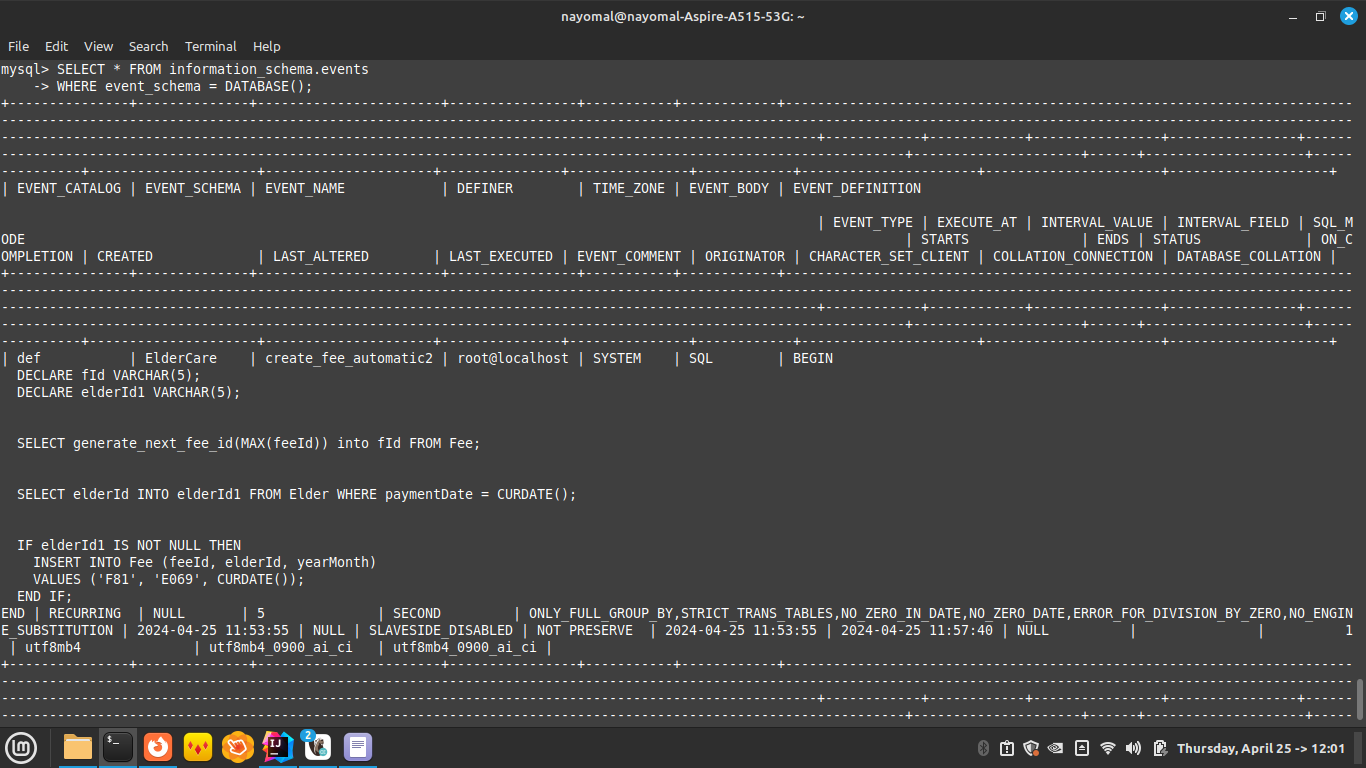 nayomal@nayomal-Aspire-A515-53G: ~
File Edit View Search Terminal Help
mysql> SELECT * FROM information_schema.events
-> WHERE event_schema = DATABASE();
| EVENT_CATALOG | EVENT_SCHEMA | EVENT_NAME | DEFINER | TIME_ZONE | EVENT_BODY | EVENT_DEFINITION
| EVENT_TYPE | EXECUTE_AT | INTERVAL_VALUE | INTERVAL_FIELD | SQL_M
ODE | STARTS | ENDS | STATUS | ON_C
OMPLETION | CREATED | LAST_ALTERED | LAST_EXECUTED | EVENT_COMMENT | ORIGINATOR | CHARACTER_SET_CLIENT | COLLATION_CONNECTION | DATABASE_COLLATION |
| def | ElderCare | create_fee_automatic2 | root@localhost | SYSTEM | SQL | BEGIN
DECLARE fId VARCHAR(5);
DECLARE elderId1 VARCHAR(5);
SELECT generate_next_fee_id(MAX(feeId)) into fId FROM Fee;
SELECT elderId INTO elderId1 FROM Elder WHERE paymentDate = CURDATE();
IF elderId1 IS NOT NULL THEN
INSERT INTO Fee (feeId, elderId, yearMonth)
VALUES ('F81', 'E069', CURDATE());
END IF;
END | RECURRING | NULL | 5 | SECOND | ONLY_FULL_GROUP_BY,STRICT_TRANS_TABLES,NO_ZERO_IN_DATE,NO_ZERO_DATE,ERROR_FOR_DIVISION_BY_ZERO,NO_ENGIN
E_SUBSTITUTION | 2024-04-25 11:53:55 | NULL | SLAVESIDE_DISABLED | NOT PRESERVE | 2024-04-25 11:53:55 | 2024-04-25 11:57:40 | NULL | | 1
| utf8mb4 | utf8mb4_0900_ai_ci | utf8mb4_0900_ai_ci |
$_
IJ
2
Thursday, April 25 -> 12:01